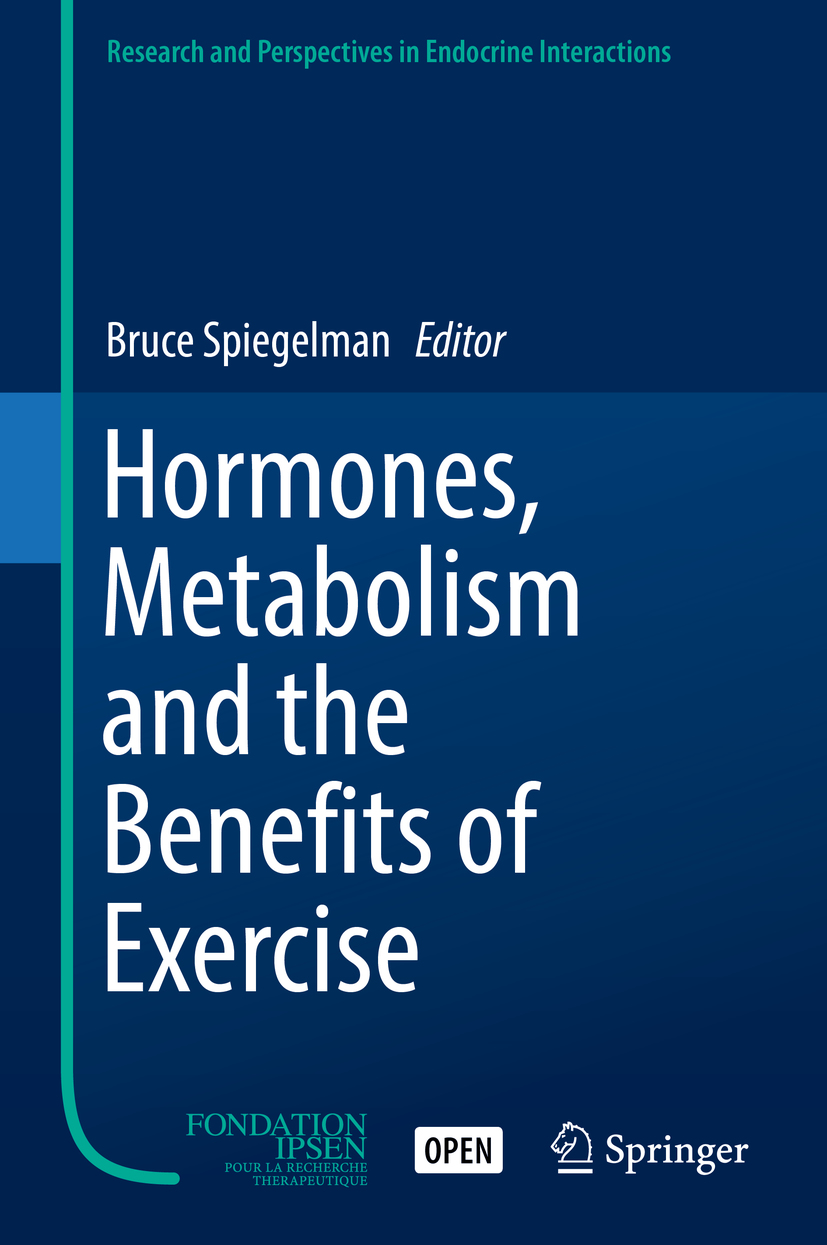 Research and Perspectives in Endocrine Interactions
Bruce Spiegelman Editor
Hormones,
Metabolism
and the
Benefits of
Exercise
FONDATION
IPSEN
POUR LA RECHERCHE
THERAPEUTIQUE
OPEN
Springer